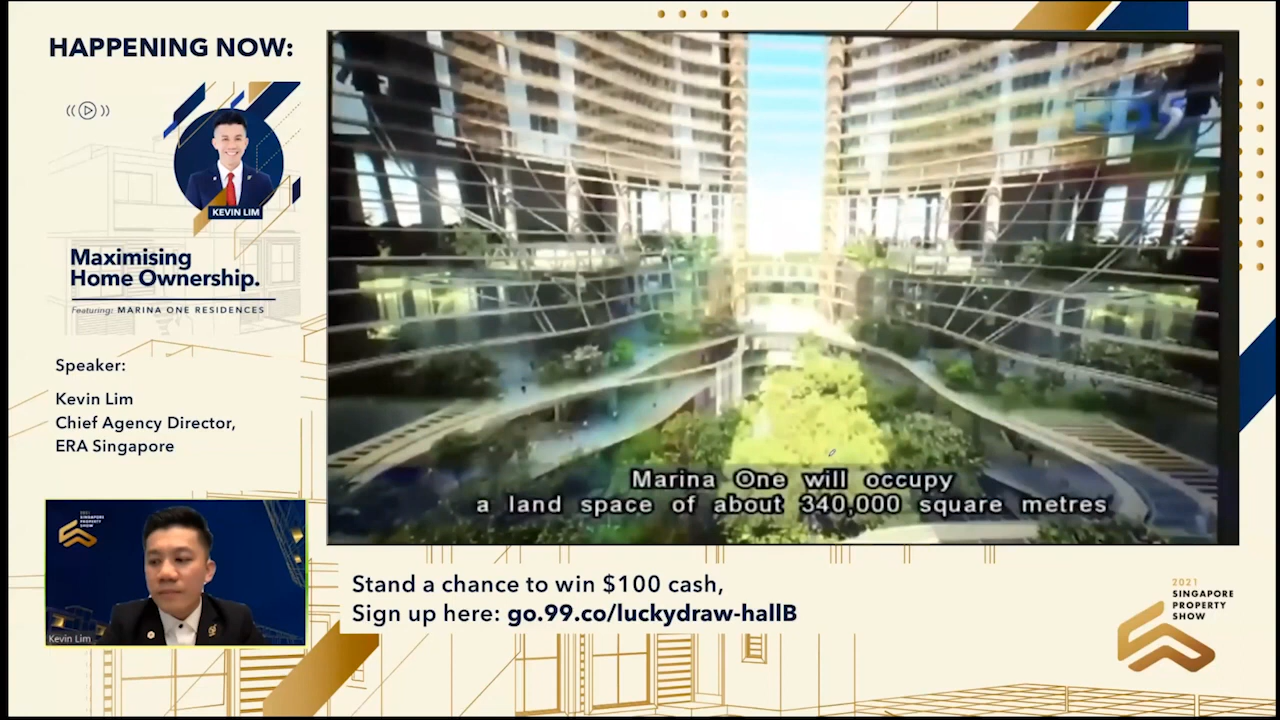 HAPPENING NOW:
KEVIN LIM
Maximising
Home Ownership.
Featuring: MARINA ONE RESIDENCES
Speaker:
Kevin Lim
Chief Agency Director,
ERA Singapore
2021
SINGAPORE
PROPERTY
SHOW
Kevin Lim
HD5
Marina One will occupy
a land space of about 340,000 square metres
Stand a chance to win $100 cash,
Sign up here: go.99.co/luckydraw-hallB
2021
SINGAPORE
PROPERTY
SHOW